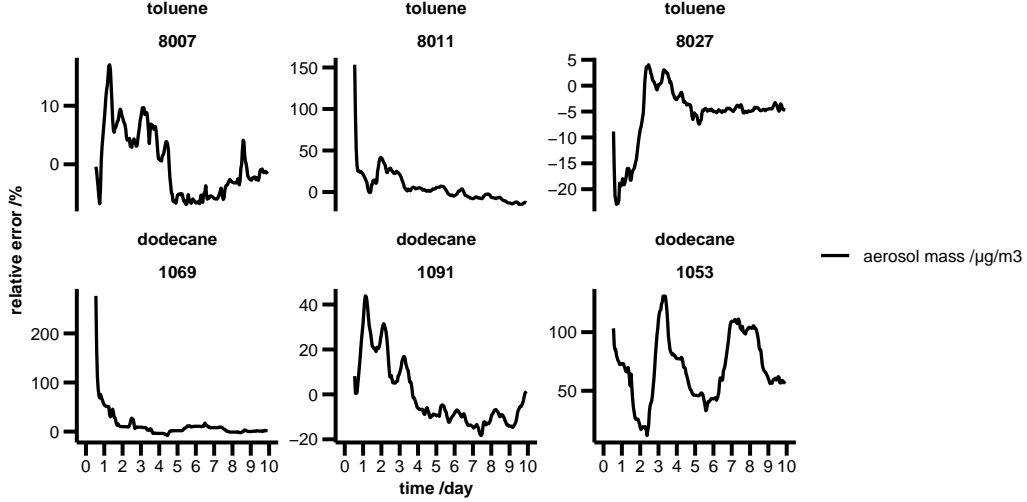 toluene
8007
toluene
8011
toluene
8027
10
0
150
100
50
0
5
0
−5
−10
−15
−20
relative error /%
dodecane
1069
dodecane
1091
dodecane
1053
200
100
0
40
20
0
−20
100
50
0 1 2 3 4 5 6 7 8 9 10
0 1 2 3 4 5 6 7 8 9 10
0 1 2 3 4 5 6 7 8 9 10
time /day
aerosol mass /µg/m3